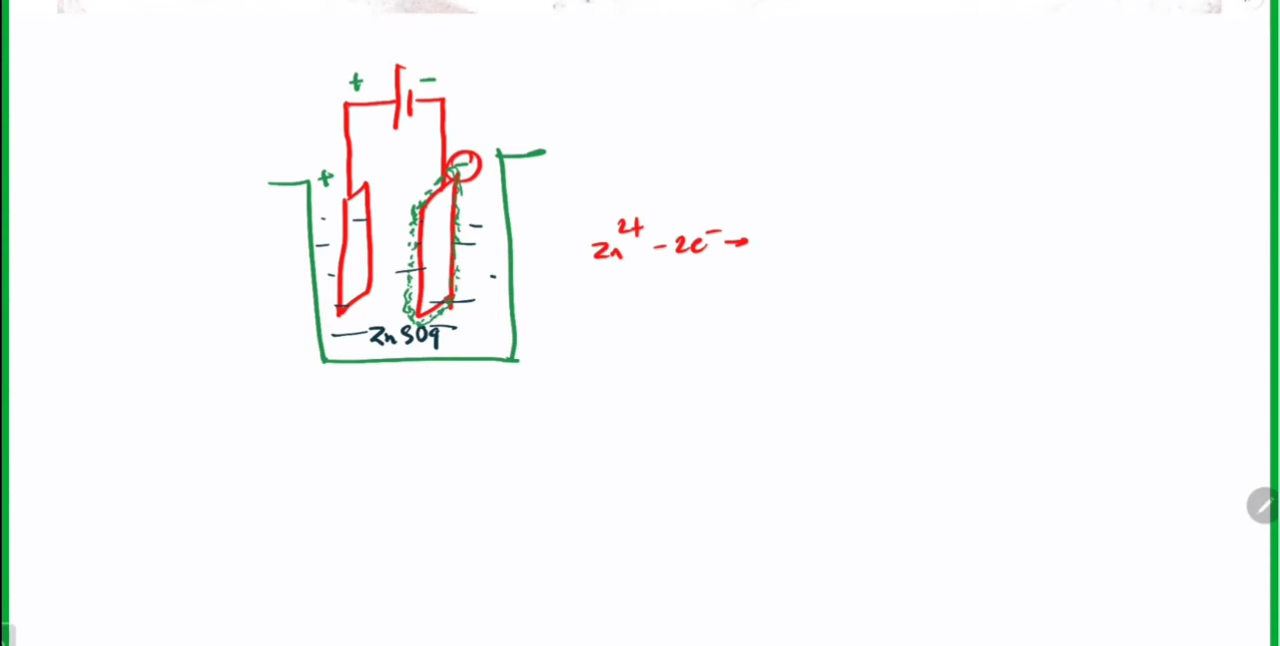 + −
+ −
Zn²⁺ − 2e⁻ →
ZnSO4